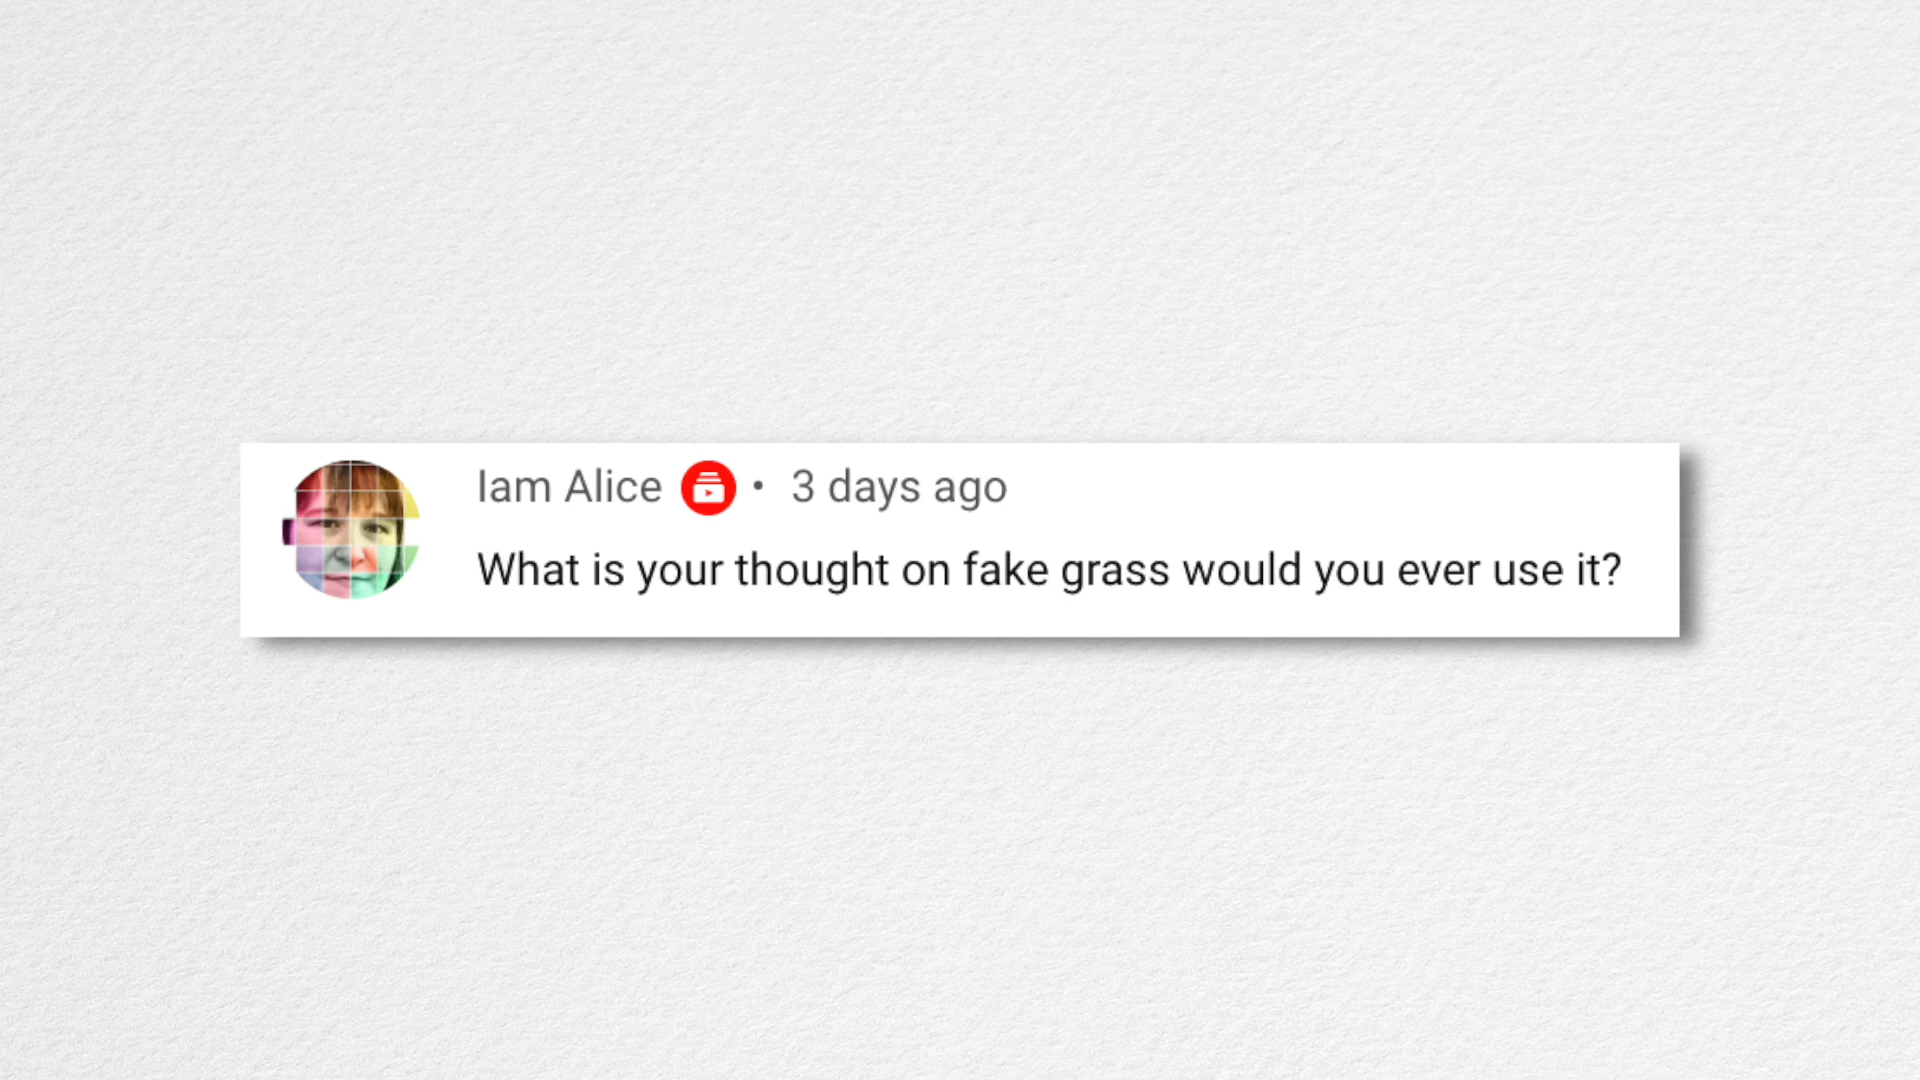 Iam Alice • 3 days ago
What is your thought on fake grass would you ever use it?